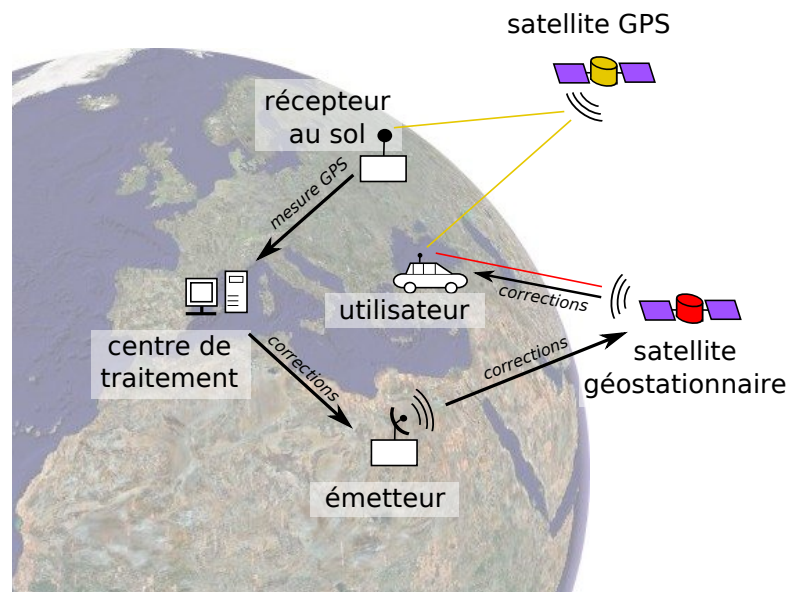 satellite GPS
récepteur
au sol
mesure GPS
utilisateur
corrections
centre de
traitement
corrections
corrections
satellite
géostationnaire
émetteur